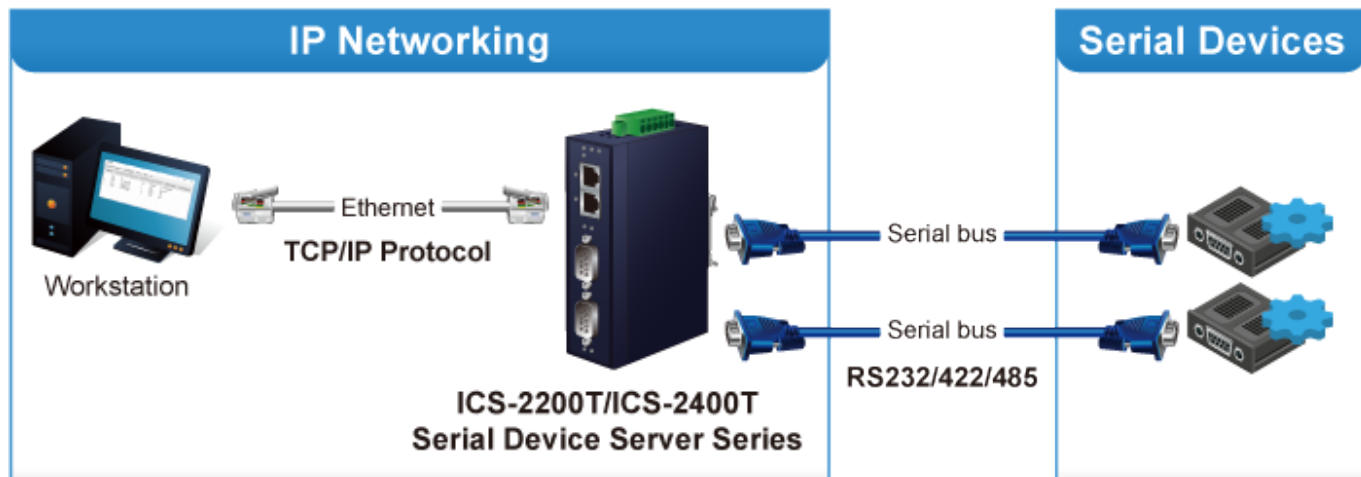 IP Networking
Serial Devices
Ethernet
TCP/IP Protocol
Workstation
Serial bus
Serial bus
RS232/422/485
ICS-2200T/ICS-2400T
Serial Device Server Series